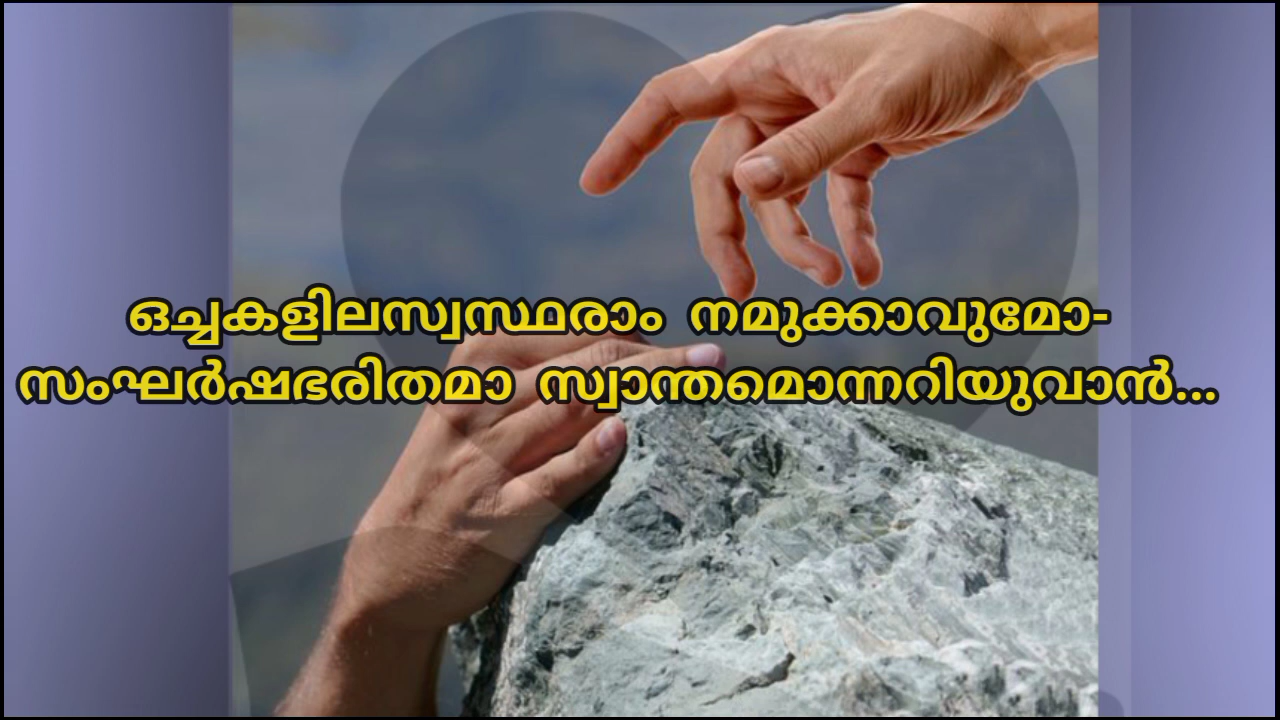 ഒച്ചകളിലസ്വസ്ഥരാം നമുക്കാവുമോ-
സംഘർഷഭരിതമാ സ്വാന്തമൊന്നറിയുവാൻ...